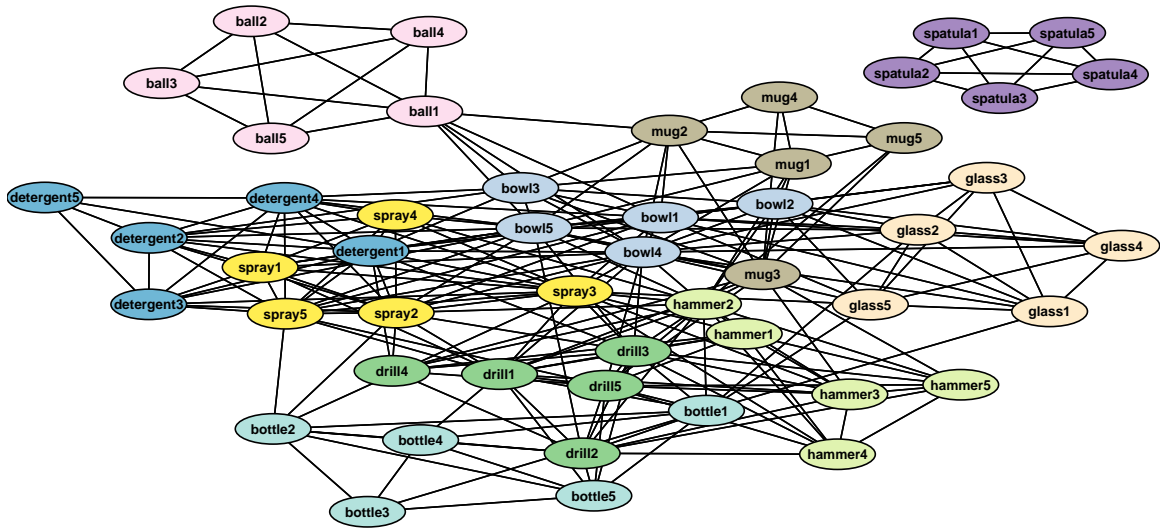 ball2
ball4
spatula1
spatula5
ball3
spatula2
spatula4
spatula3
mug4
ball1
ball5
mug2
mug5
mug1
glass3
detergent5
detergent4
bowl3
bowl2
spray4
bowl1
detergent2
bowl5
glass2
glass4
detergent1
bowl4
spray1
mug3
detergent3
spray3
hammer2
glass5
glass1
spray5
spray2
hammer1
drill3
drill4
drill1
drill5
hammer5
hammer3
bottle1
bottle2
bottle4
drill2
hammer4
bottle5
bottle3